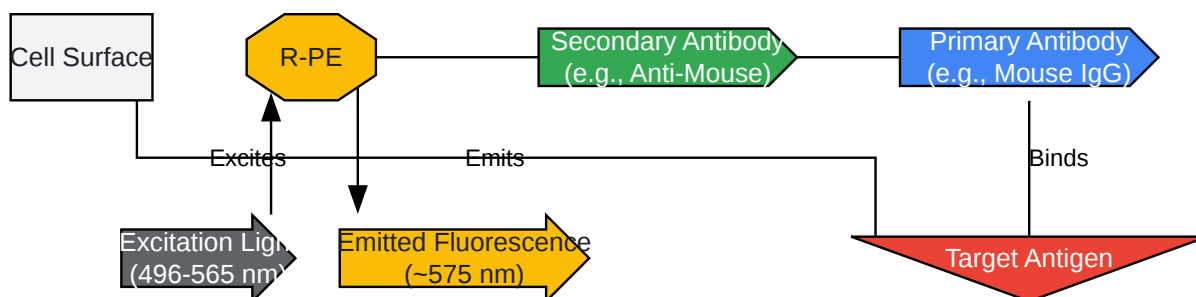 Cell Surface
R-PE
Secondary Antibody
(e.g., Anti-Mouse)
Primary Antibody
(e.g., Mouse IgG)
Excites
Emits
Binds
Excitation Light
(496-565 nm)
Emitted Fluorescence
(~575 nm)
Target Antigen